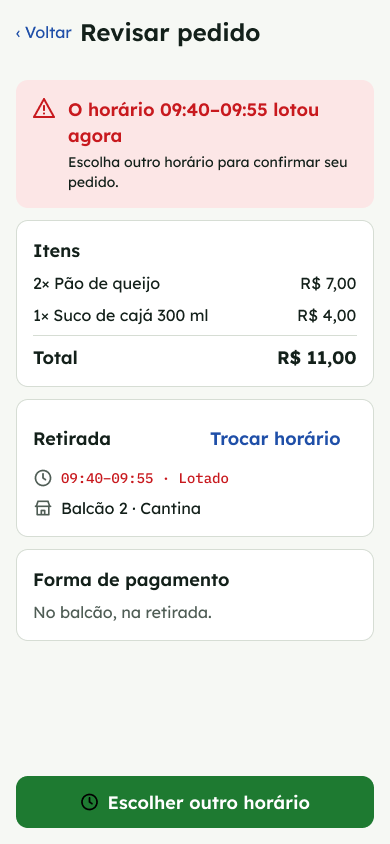 ‹ Voltar Revisar pedido
O horário 09:40–09:55 lotou
agora
Escolha outro horário para confirmar seu
pedido.
Itens
2× Pão de queijo R$ 7,00
1× Suco de cajá 300 ml R$ 4,00
Total R$ 11,00
Retirada Trocar horário
09:40–09:55 · Lotado
Balcão 2 · Cantina
Forma de pagamento
No balcão, na retirada.
Escolher outro horário